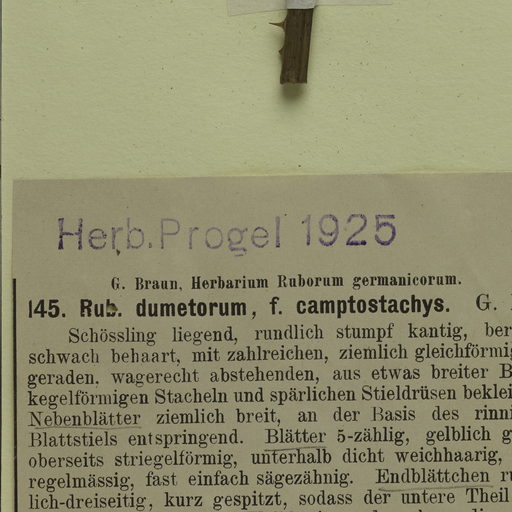 Herb. Progel 1925
G. Braun, Herbarium Ruborum germanicorum.
145. Rub. dumetorum, f. camptostachys. G.
Schössling liegend, rundlich stumpf kantig, ber
schwach behaart, mit zahlreichen, ziemlich gleichförmi
geraden, wagerecht abstehenden, aus etwas breiter B
kegelförmigen Stacheln und spärlichen Stieldrüsen beklei
Nebenblätter ziemlich breit, an der Basis des rinni
Blattstiels entspringend. Blätter 5-zählig, gelblich g
oberseits striegelförmig, unterhalb dicht weichhaarig,
regelmässig, fast einfach sägezähnig. Endblättchen ru
lich-dreiseitig, kurz gespitzt, sodass der untere Theil